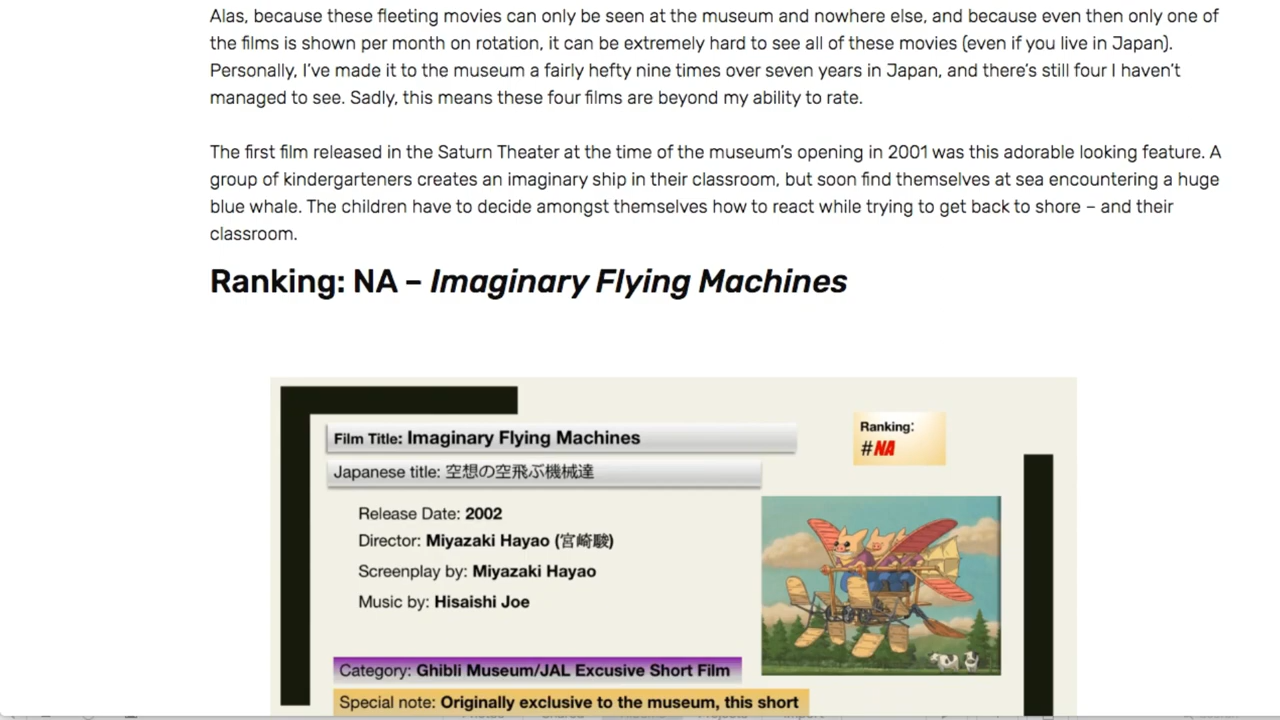 Alas, because these fleeting movies can only be seen at the museum and nowhere else, and because even then only one of
the films is shown per month on rotation, it can be extremely hard to see all of these movies (even if you live in Japan).
Personally, I've made it to the museum a fairly hefty nine times over seven years in Japan, and there's still four I haven't
managed to see. Sadly, this means these four films are beyond my ability to rate.
The first film released in the Saturn Theater at the time of the museum's opening in 2001 was this adorable looking feature. A
group of kindergarteners creates an imaginary ship in their classroom, but soon find themselves at sea encountering a huge
blue whale. The children have to decide amongst themselves how to react while trying to get back to shore – and their
classroom.
Ranking: NA – Imaginary Flying Machines
Film Title: Imaginary Flying Machines
Ranking:
#NA
Japanese title: 空想の空飛ぶ機械達
Release Date: 2002
Director: Miyazaki Hayao (宮崎駿)
Screenplay by: Miyazaki Hayao
Music by: Hisaishi Joe
Category: Ghibli Museum/JAL Excusive Short Film
Special note: Originally exclusive to the museum, this short